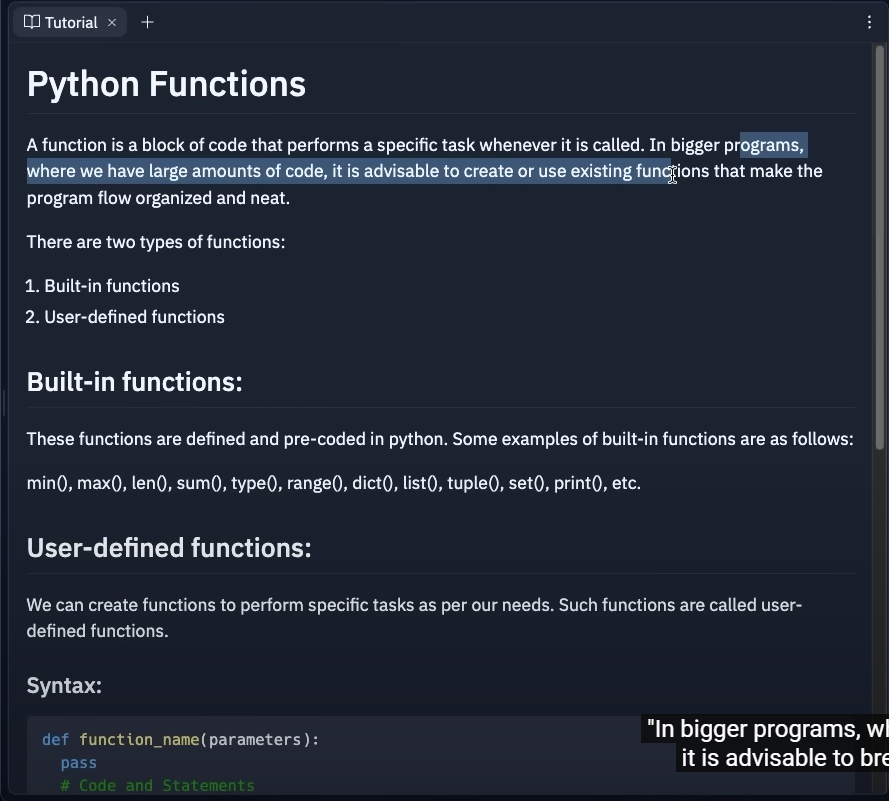 Tutorial
Python Functions
A function is a block of code that performs a specific task whenever it is called. In bigger programs,
where we have large amounts of code, it is advisable to create or use existing functions that make the
program flow organized and neat.
There are two types of functions:
1. Built-in functions
2. User-defined functions
Built-in functions:
These functions are defined and pre-coded in python. Some examples of built-in functions are as follows:
min(), max(), len(), sum(), type(), range(), dict(), list(), tuple(), set(), print(), etc.
User-defined functions:
We can create functions to perform specific tasks as per our needs. Such functions are called user-
defined functions.
Syntax:
def function_name(parameters):
pass
# Code and Statements
"In bigger programs,
it is advisable to